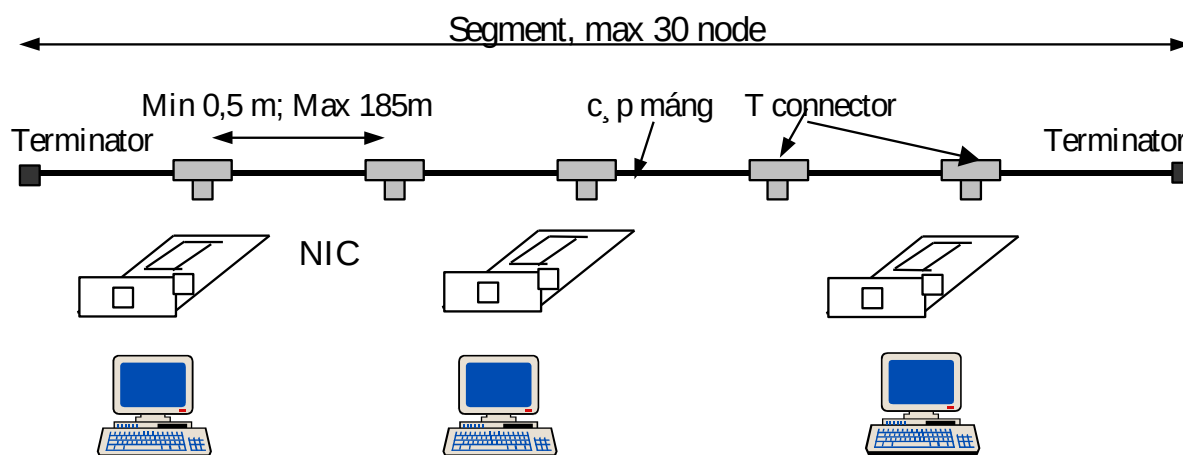 Segment, max 30 node
Min 0,5 m; Max 185m
c¸p máng
T connector
Terminator
Terminator
NIC